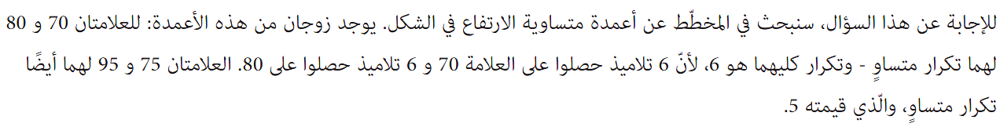 للإجابة عن هذا السؤال، سنبحث في المخطّط عن أعمدة متساوية الارتفاع في الشكل. يوجد زوجان من هذه الأعمدة: للعلامتان 70 و 80
لهما تكرار متساوٍ - وتكرار كليهما هو 6، لأنّ 6 تلاميذ حصلوا على العلامة 70 و 6 تلاميذ حصلوا على 80. العلامتان 75 و 95 لهما أيضًا
تكرار متساوٍ، والّذي قيمته 5.